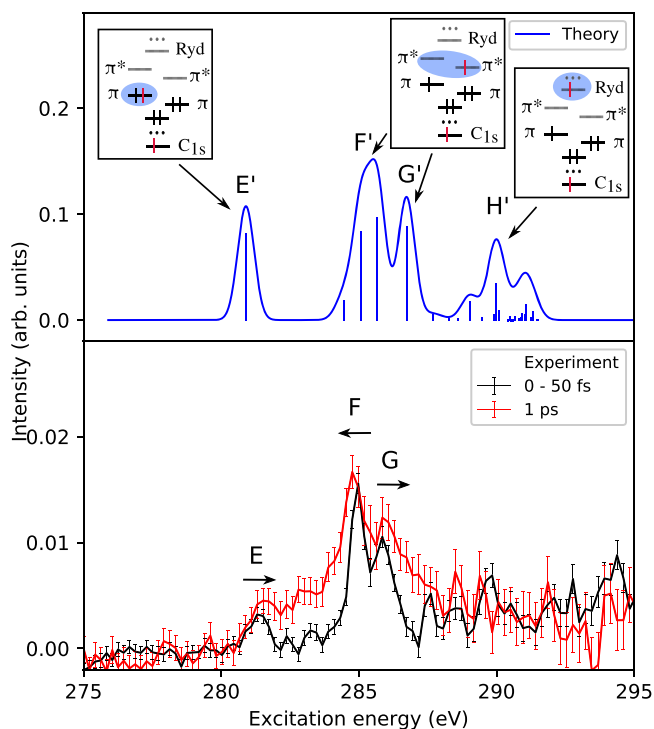 Theory
Ryd
π*
π*
π
π
C1s
Ryd
π*
π*
π
π
C1s
Ryd
π*
π*
π
π
C1s
E'
F'
G'
H'
0.2
0.1
0.0
Intensity (arb. units)
Experiment
0 - 50 fs
1 ps
E
F
G
0.02
0.01
0.00
275
280
285
290
295
Excitation energy (eV)